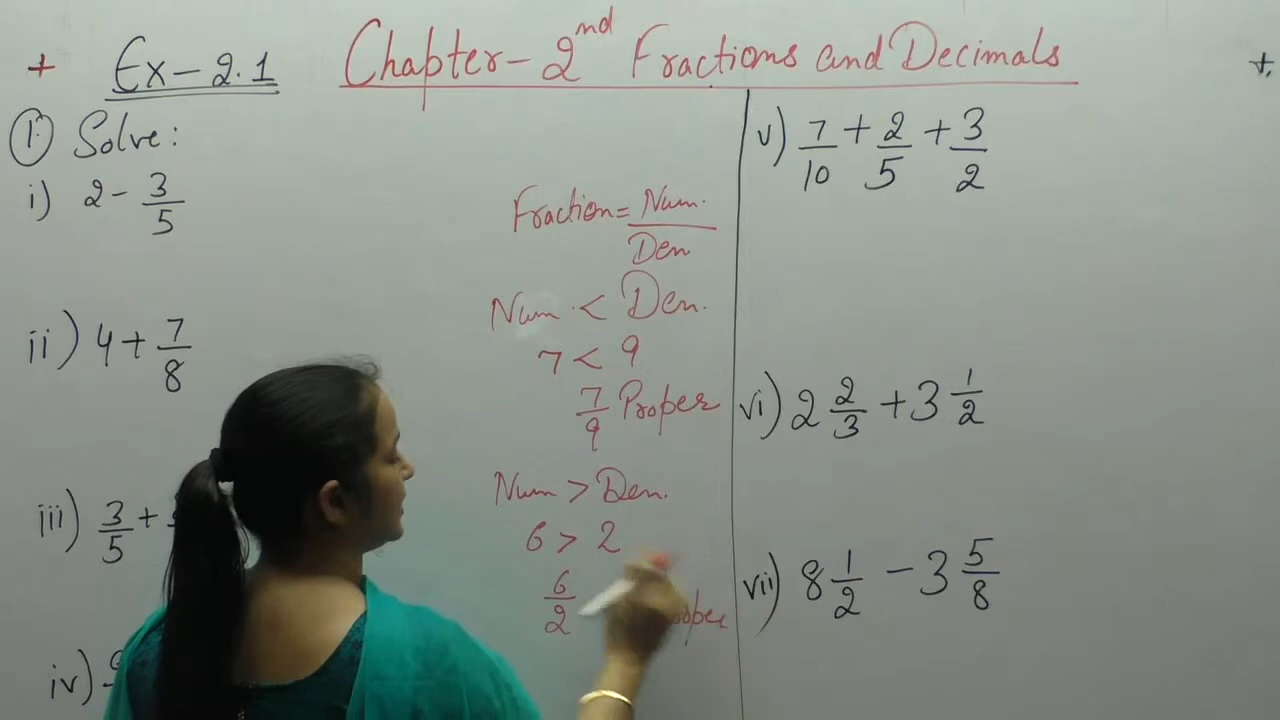 Chapter-2nd Fractions and Decimals
Ex-2.1
1. Solve:
i) 2 - 3/5
ii) 4 + 7/8
iii) 3/5 +
iv)
Fraction = Num./Den
Num < Den.
7 < 9
7/9 Proper
Num > Den.
6 > 2
6/2
v) 7/10 + 2/5 + 3/2
vi) 2 2/3 + 3 1/2
vii) 8 1/2 - 3 5/8